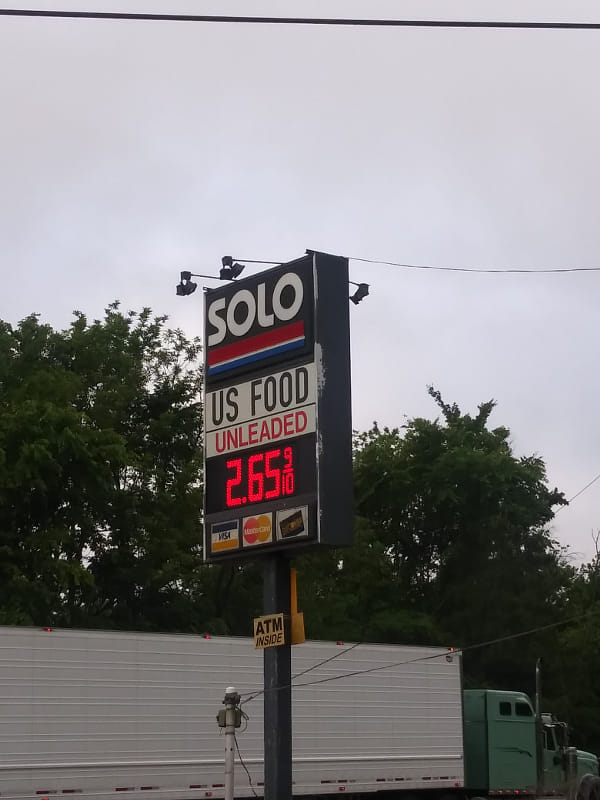 SOLO
US FOOD
UNLEADED
2.65 9/10
VISA
MasterCard
ATM
INSIDE